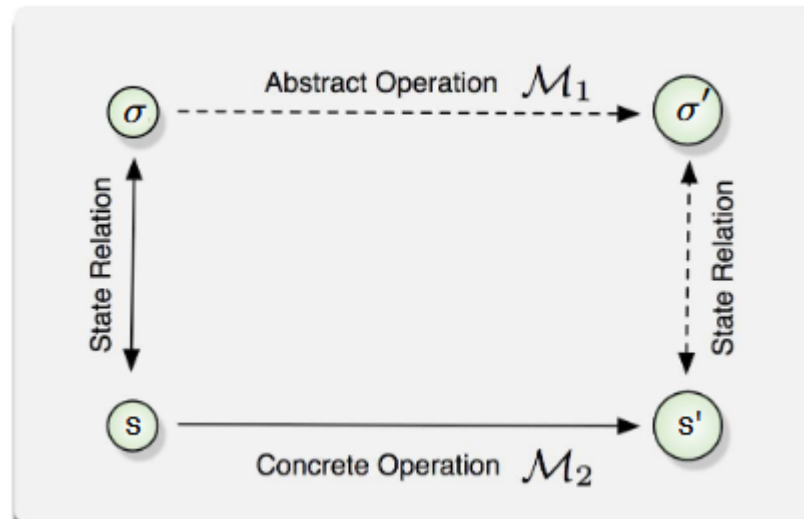 Abstract Operation M₁
σ
σ′
State Relation
State Relation
s
s'
Concrete Operation M₂